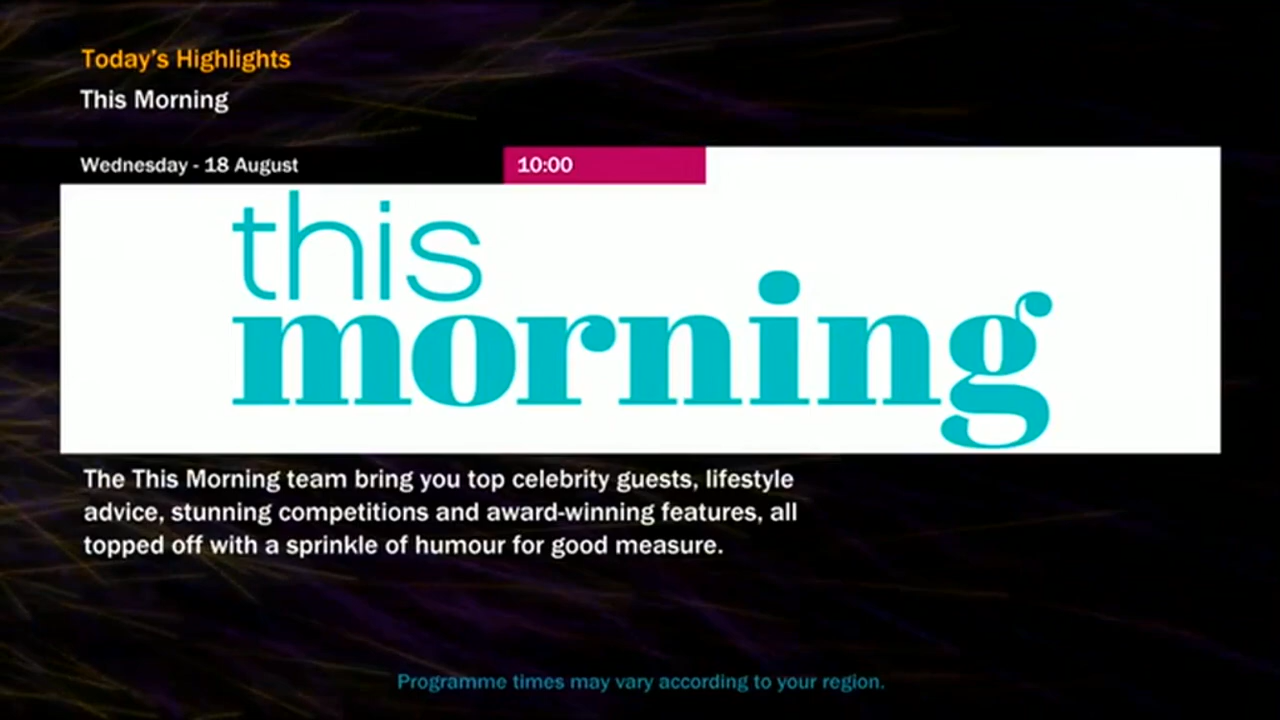 Today's Highlights
This Morning
Wednesday - 18 August
10:00
this
morning
The This Morning team bring you top celebrity guests, lifestyle
advice, stunning competitions and award-winning features, all
topped off with a sprinkle of humour for good measure.
Programme times may vary according to your region.